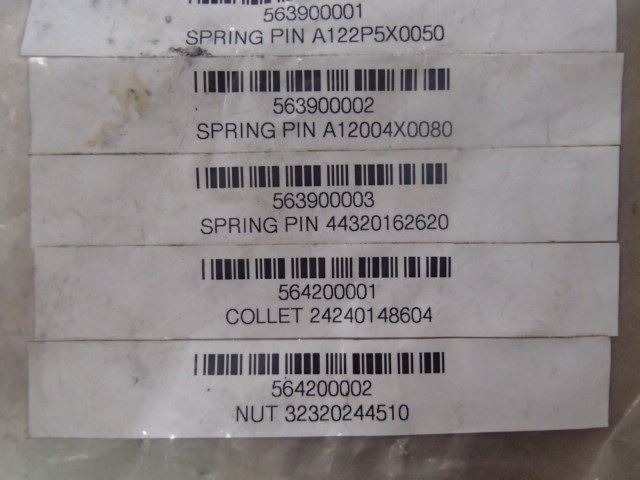 563900001
SPRING PIN A122P5X0050
563900002
SPRING PIN A12004X0080
563900003
SPRING PIN 44320162620
564200001
COLLET 24240148604
564200002
NUT 32320244510